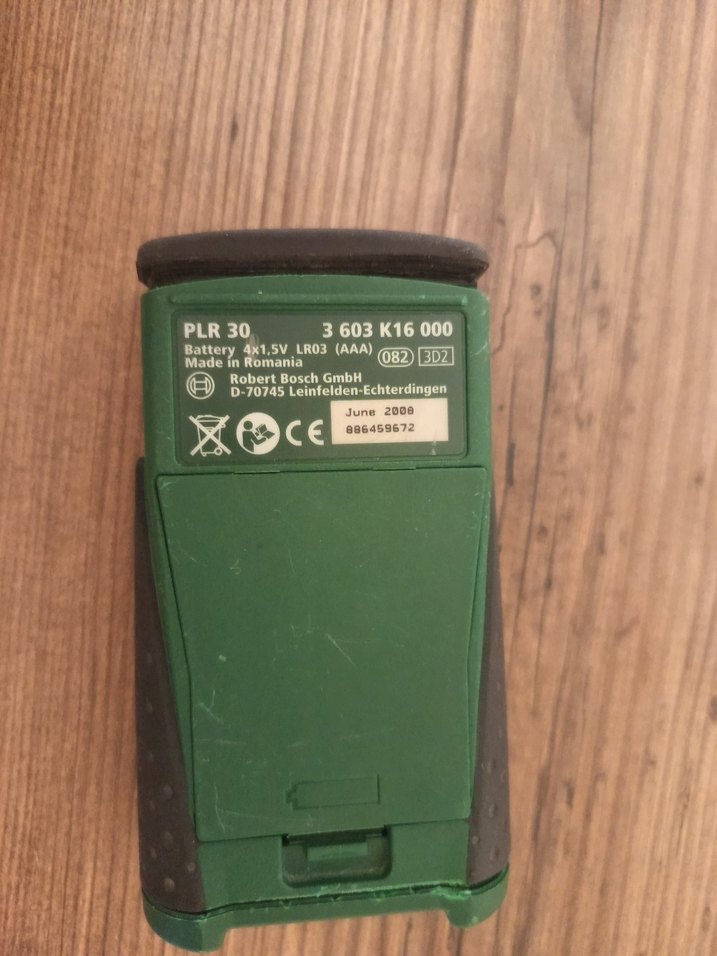 PLR 30 3 603 K16 000
Battery 4x1,5V LR03 (AAA) 082 3D2
Made in Romania
Robert Bosch GmbH
D-70745 Leinfelden-Echterdingen
CE
June 2008
886459672